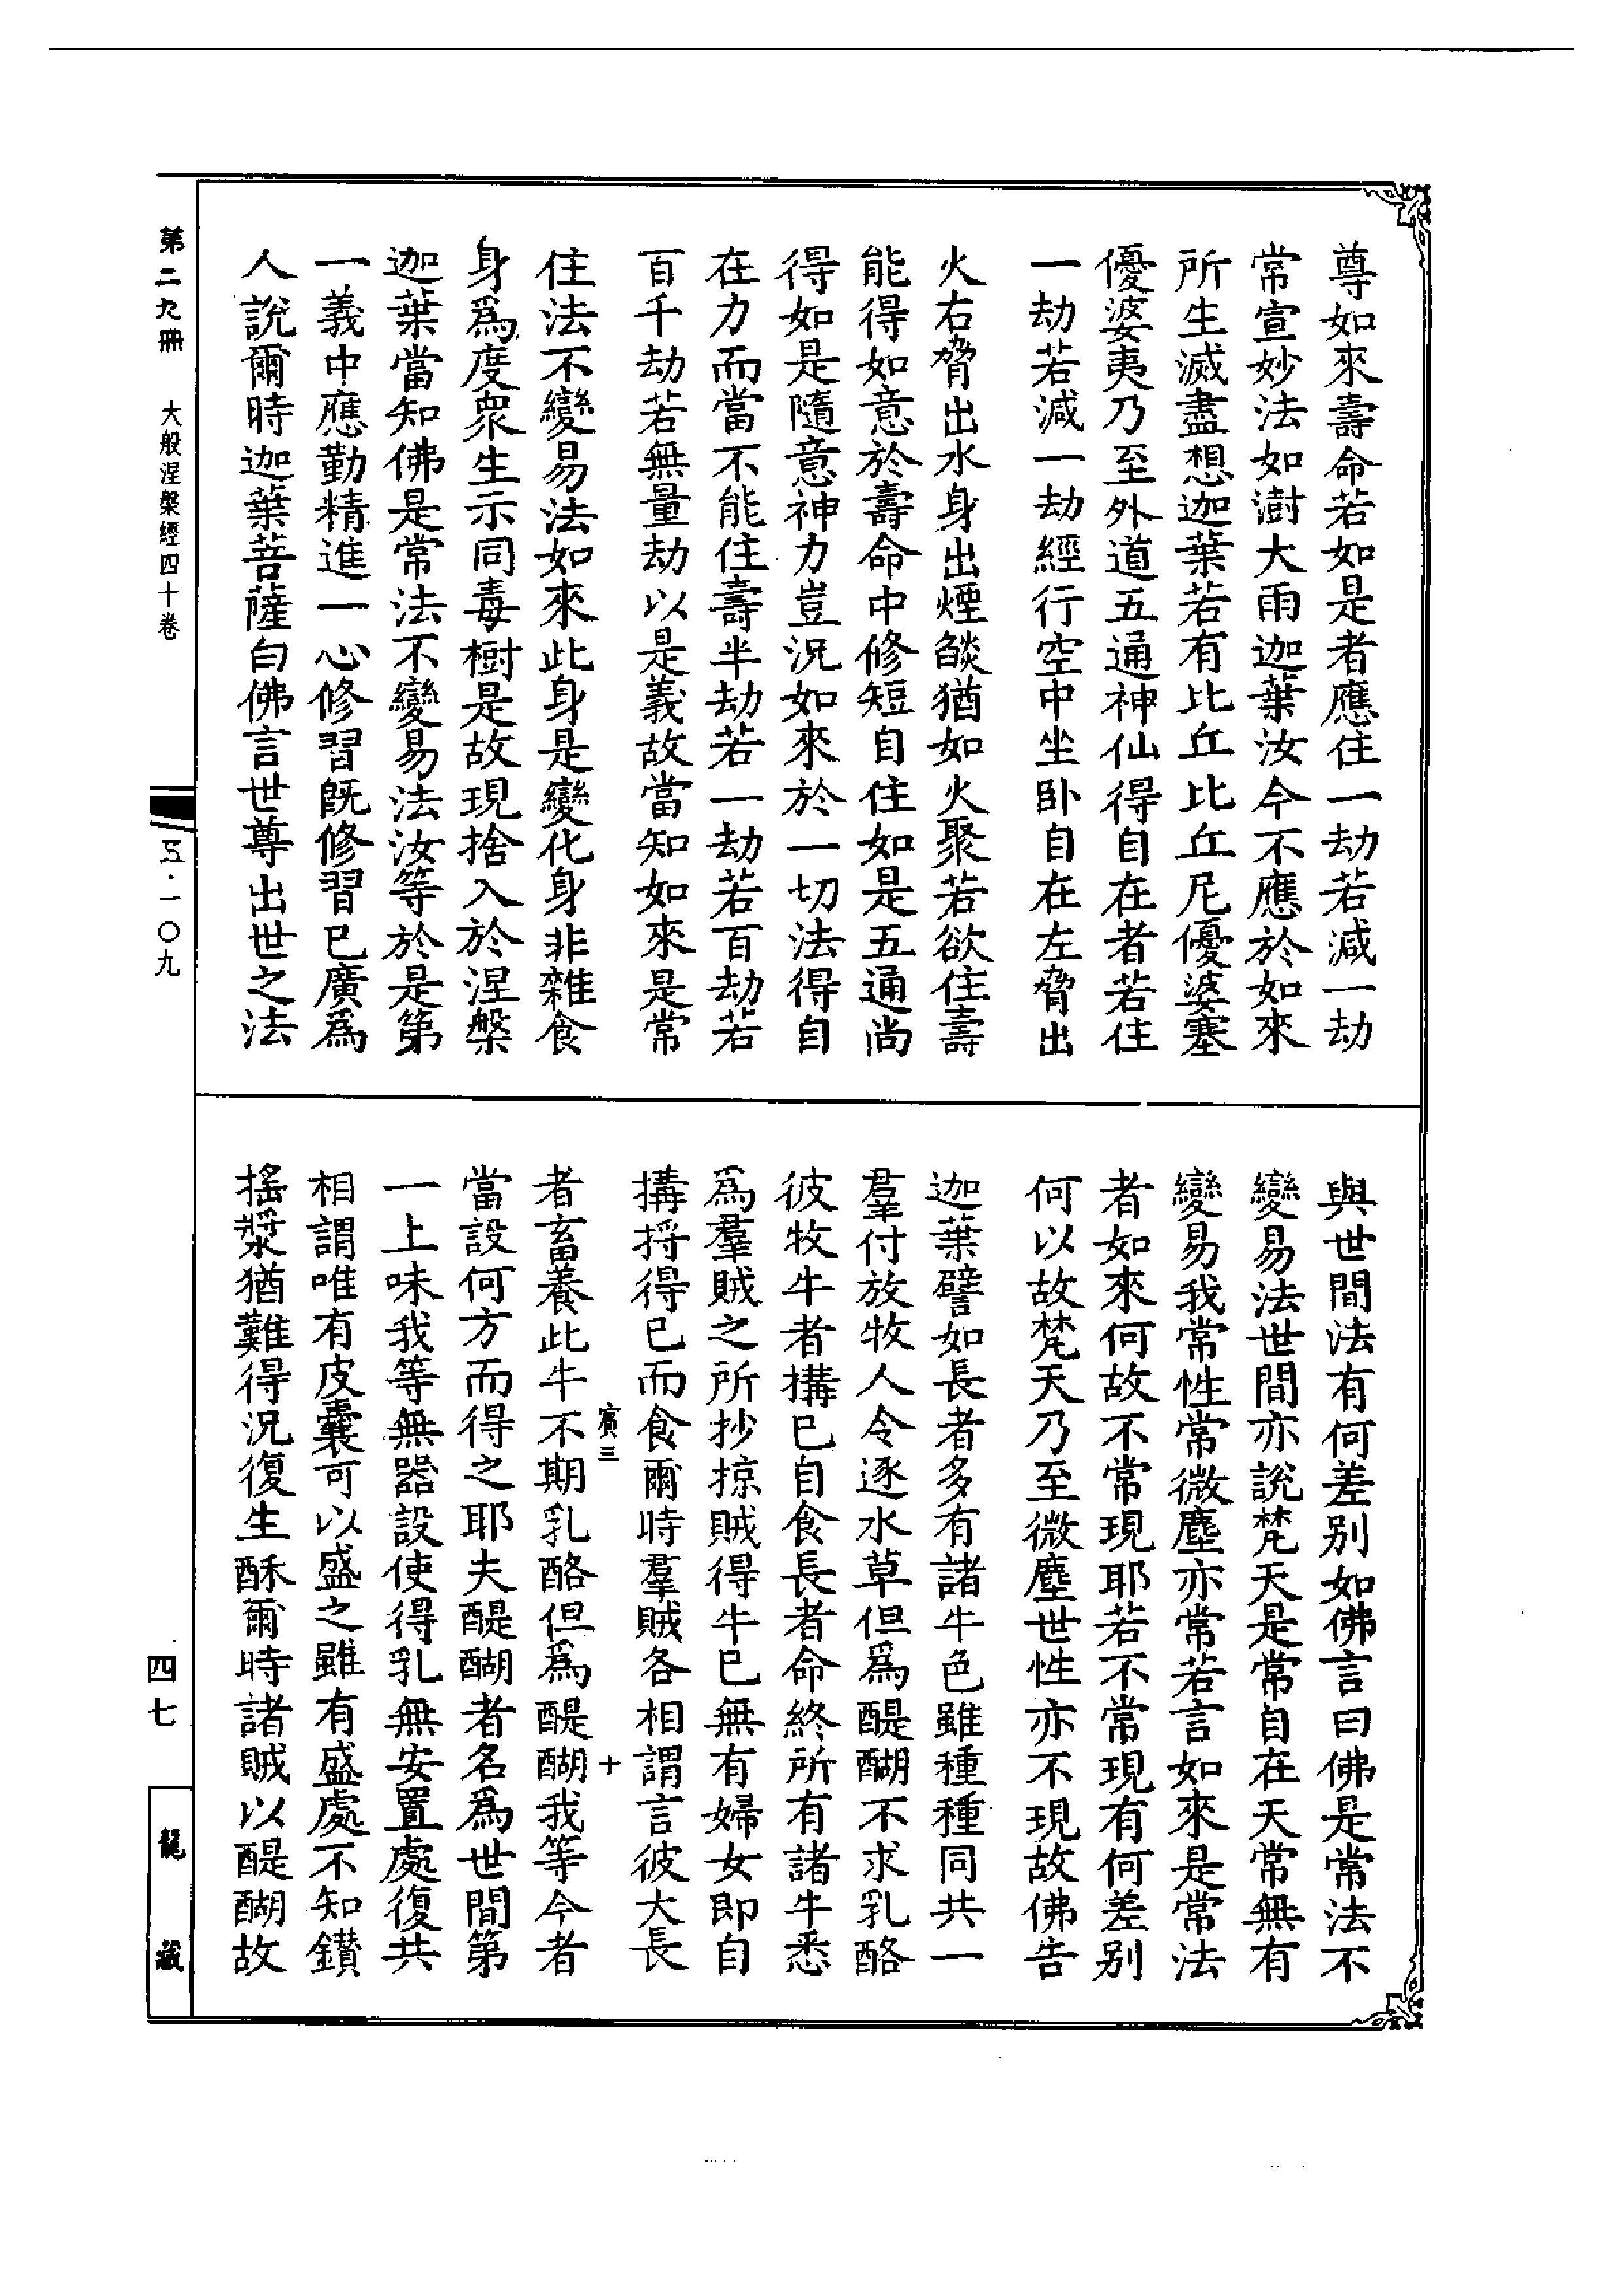 尊如來壽命若如是者應住一劫若減一劫
常宣妙法如澍大雨迦葉汝今不應於如來
所生滅盡想迦葉若有比丘比丘尼優婆塞
優婆夷乃至外道五通神仙得自在者若住
一劫若減一劫經行空中坐臥自在左脅出
火右脅出水身出煙燄猶如火聚若欲住壽
能得如意於壽命中修短自住如是五通尚
得如是隨意神力豈況如來於一切法得自
在力而當不能住壽半劫若一劫若百劫若
百千劫若無量劫以是義故當知如來是常
住法不變易法如來此身是變化身非雜食
身爲度衆生示同毒樹是故現捨入於涅槃
迦葉當知佛是常法不變易法汝等於是第
一義中應勤精進一心修習既修習已廣爲
人說爾時迦葉菩薩白佛言世尊出世之法
與世間法有何差别如佛言曰佛是常法不
變易法世間亦說梵天是常自在天常無有
變易我常性常微塵亦常若言如來是常法
者如來何故不常現耶若不常現有何差别
何以故梵天乃至微塵世性亦不現故佛告
迦葉譬如長者多有諸牛色雖種種同共一
羣付放牧人令逐水草但爲醍醐不求乳酪
彼牧牛者搆已自食長者命終所有諸牛悉
爲羣賊之所抄掠賊得牛已無有婦女即自
搆捋得已而食爾時羣賊各相謂言彼大長
賓三 十
者畜養此牛不期乳酪但爲醍醐我等今者
當設何方而得之耶夫醍醐者名爲世間第
一上味我等無器設使得乳無安置處復共
相謂唯有皮囊可以盛之雖有盛處不知鑚
搖漿猶難得況復生酥爾時諸賊以醍醐故
第二九冊 大般涅槃經四十卷 五·一〇九 四七 龍藏